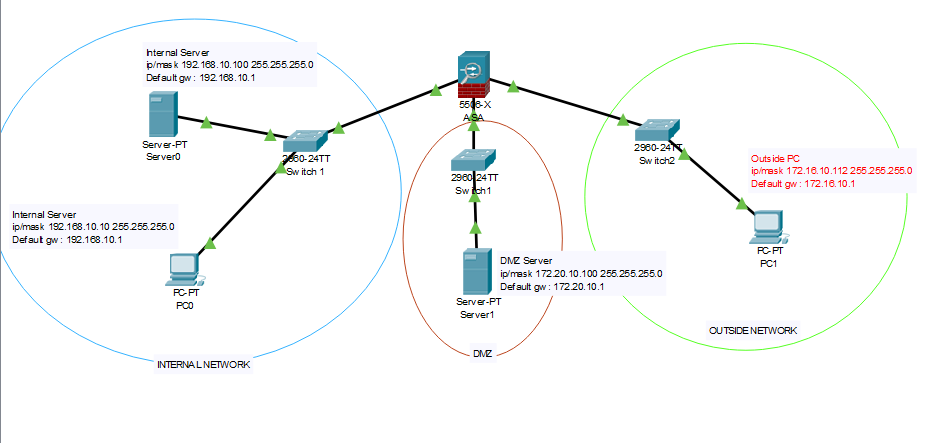 Internal Server
ip/mask 192.168.10.100 255.255.255.0
Default gw : 192.168.10.1
Server-PT
Server0
2960-24TT
Switch 1
Internal Server
ip/mask 192.168.10.10 255.255.255.0
Default gw : 192.168.10.1
PC-PT
PC0
INTERNAL NETWORK
5506-X
ASA
2960-24TT
Switch1
DMZ Server
ip/mask 172.20.10.100 255.255.255.0
Default gw : 172.20.10.1
Server-PT
Server1
DMZ
2960-24TT
Switch2
Outside PC
ip/mask 172.16.10.112 255.255.255.0
Default gw : 172.16.10.1
PC-PT
PC1
OUTSIDE NETWORK